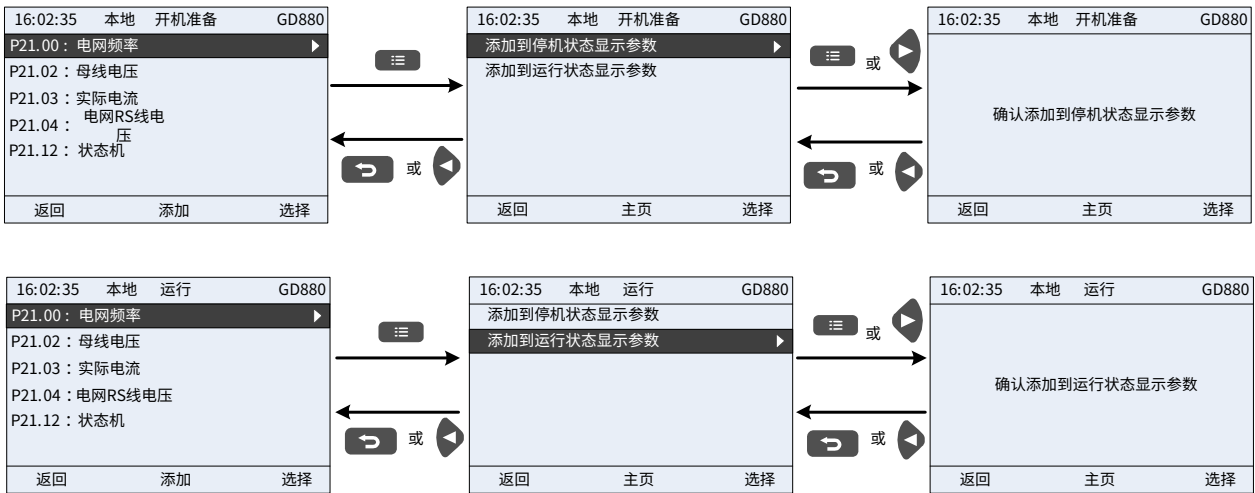 16:02:35 本地 开机准备 GD880
P21.00：电网频率
P21.02：母线电压
P21.03：实际电流
P21.04：电网RS线电
压
P21.12：状态机
返回 添加 选择
或
16:02:35 本地 开机准备 GD880
添加到停机状态显示参数
添加到运行状态显示参数
返回 主页 选择
或
或
16:02:35 本地 开机准备 GD880
确认添加到停机状态显示参数
返回 主页 选择
16:02:35 本地 运行 GD880
P21.00：电网频率
P21.02：母线电压
P21.03：实际电流
P21.04：电网RS线电压
P21.12：状态机
返回 添加 选择
或
16:02:35 本地 运行 GD880
添加到停机状态显示参数
添加到运行状态显示参数
返回 主页 选择
或
或
16:02:35 本地 运行 GD880
确认添加到运行状态显示参数
返回 主页 选择